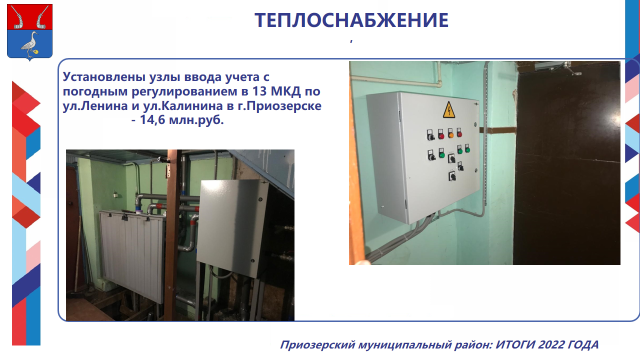 ТЕПЛОСНАБЖЕНИЕ
,
Установлены узлы ввода учета с
погодным регулированием в 13 МКД по
ул.Ленина и ул.Калинина в г.Приозерске
- 14,6 млн.руб.
Приозерский муниципальный район: ИТОГИ 2022 ГОДА